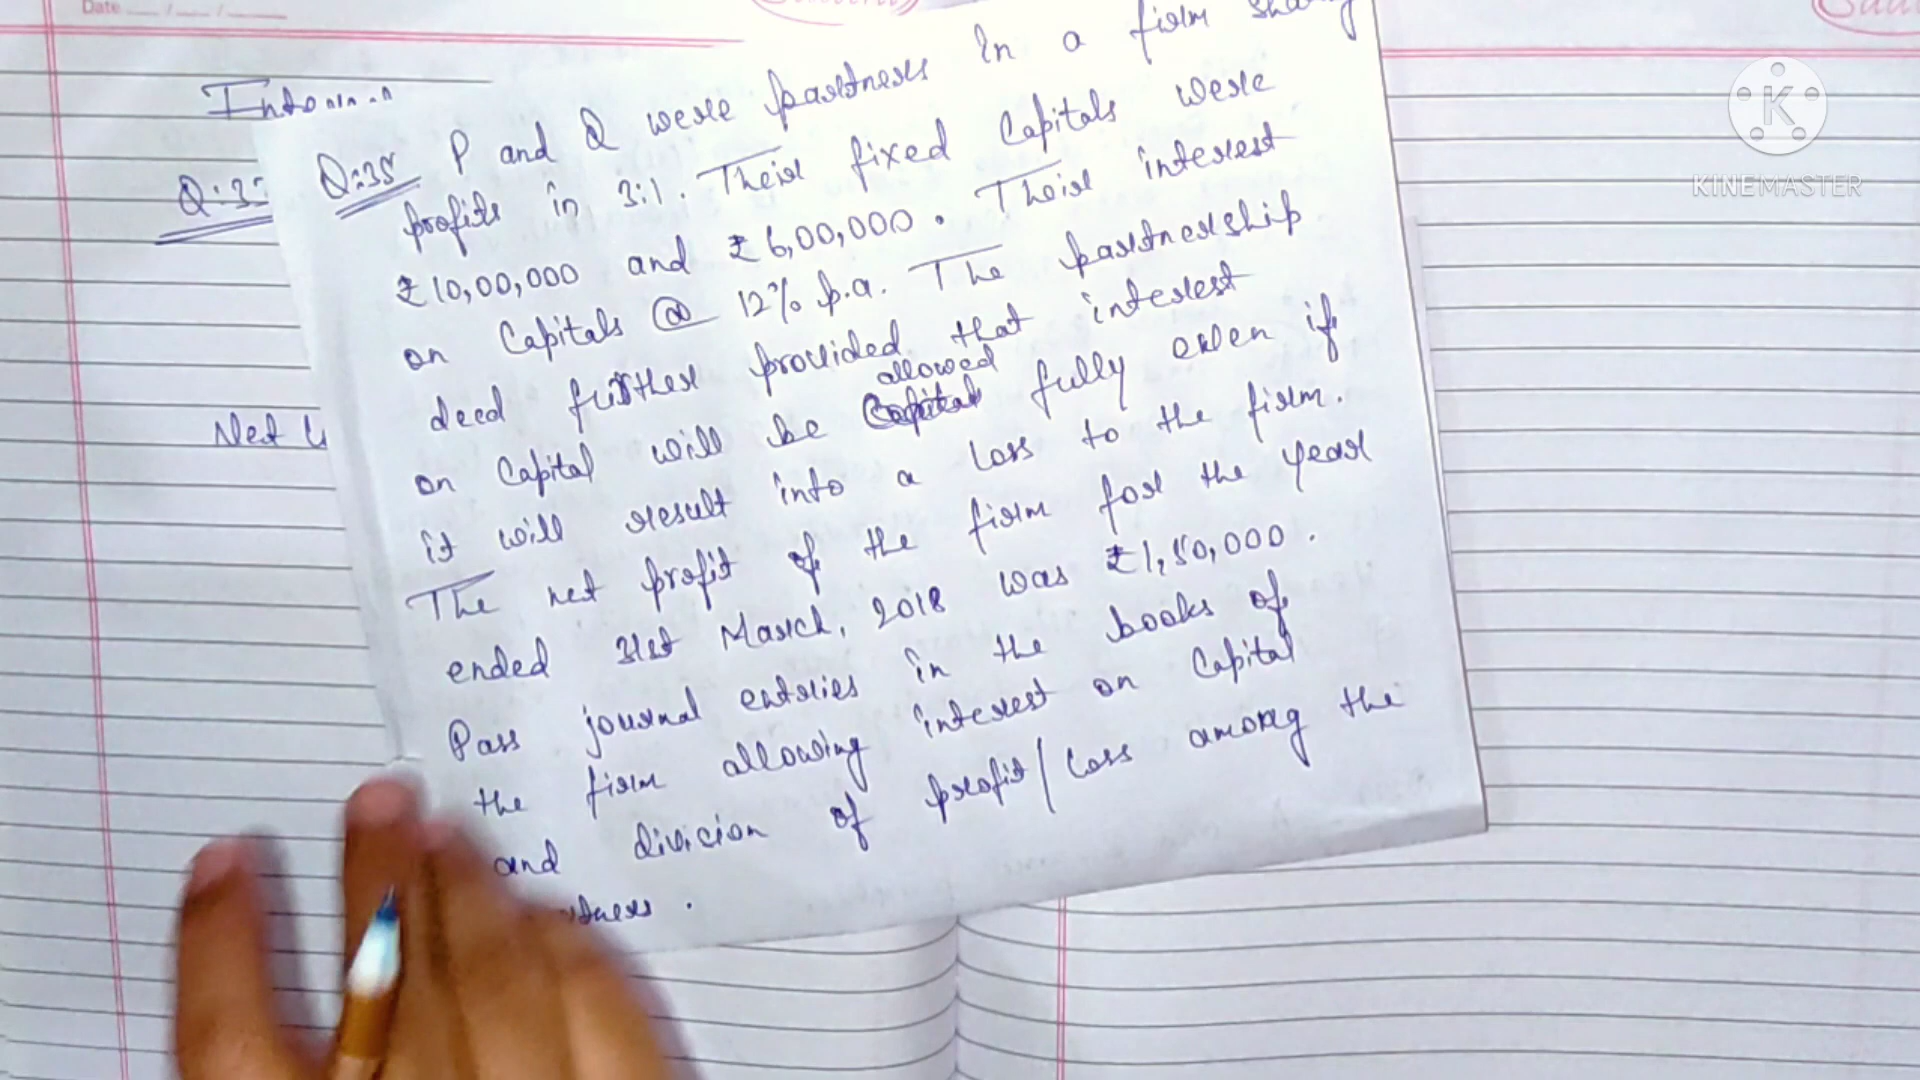 Date
Q:35 P and Q were partners in a firm
profits in 3:1. Their fixed Capitals were
₹10,00,000 and ₹6,00,000. Their interest
on Capitals @ 12% p.a. The partnership
deed further provided that interest
on Capital will be allowed fully even if
it will result into a loss to the firm.
The net profit of the firm for the year
ended 31st March, 2018 was ₹1,50,000.
Pass journal entries in the books of
the firm allowing interest on Capital
and division of profit/loss among the
Net
K
KINEMASTER